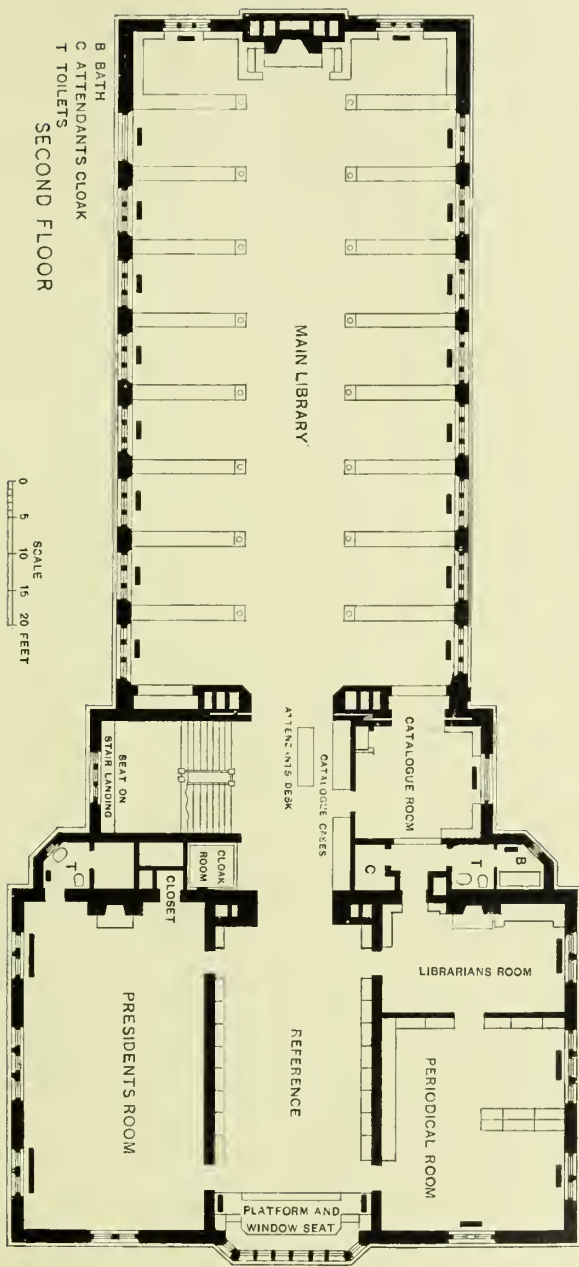 B BATH
C ATTENDANTS CLOAK
T TOILETS
SECOND FLOOR
SCALE
0 5 10 15 20 FEET
MAIN LIBRARY
CATALOGUE ROOM
CATALOGUE CASES
ATTENDANTS DESK
SEAT ON
STAIR LANDING
B
T
C
CLOAK
ROOM
CLOSET
T
LIBRARIANS ROOM
REFERENCE
PRESIDENTS ROOM
PERIODICAL ROOM
PLATFORM AND
WINDOW SEAT